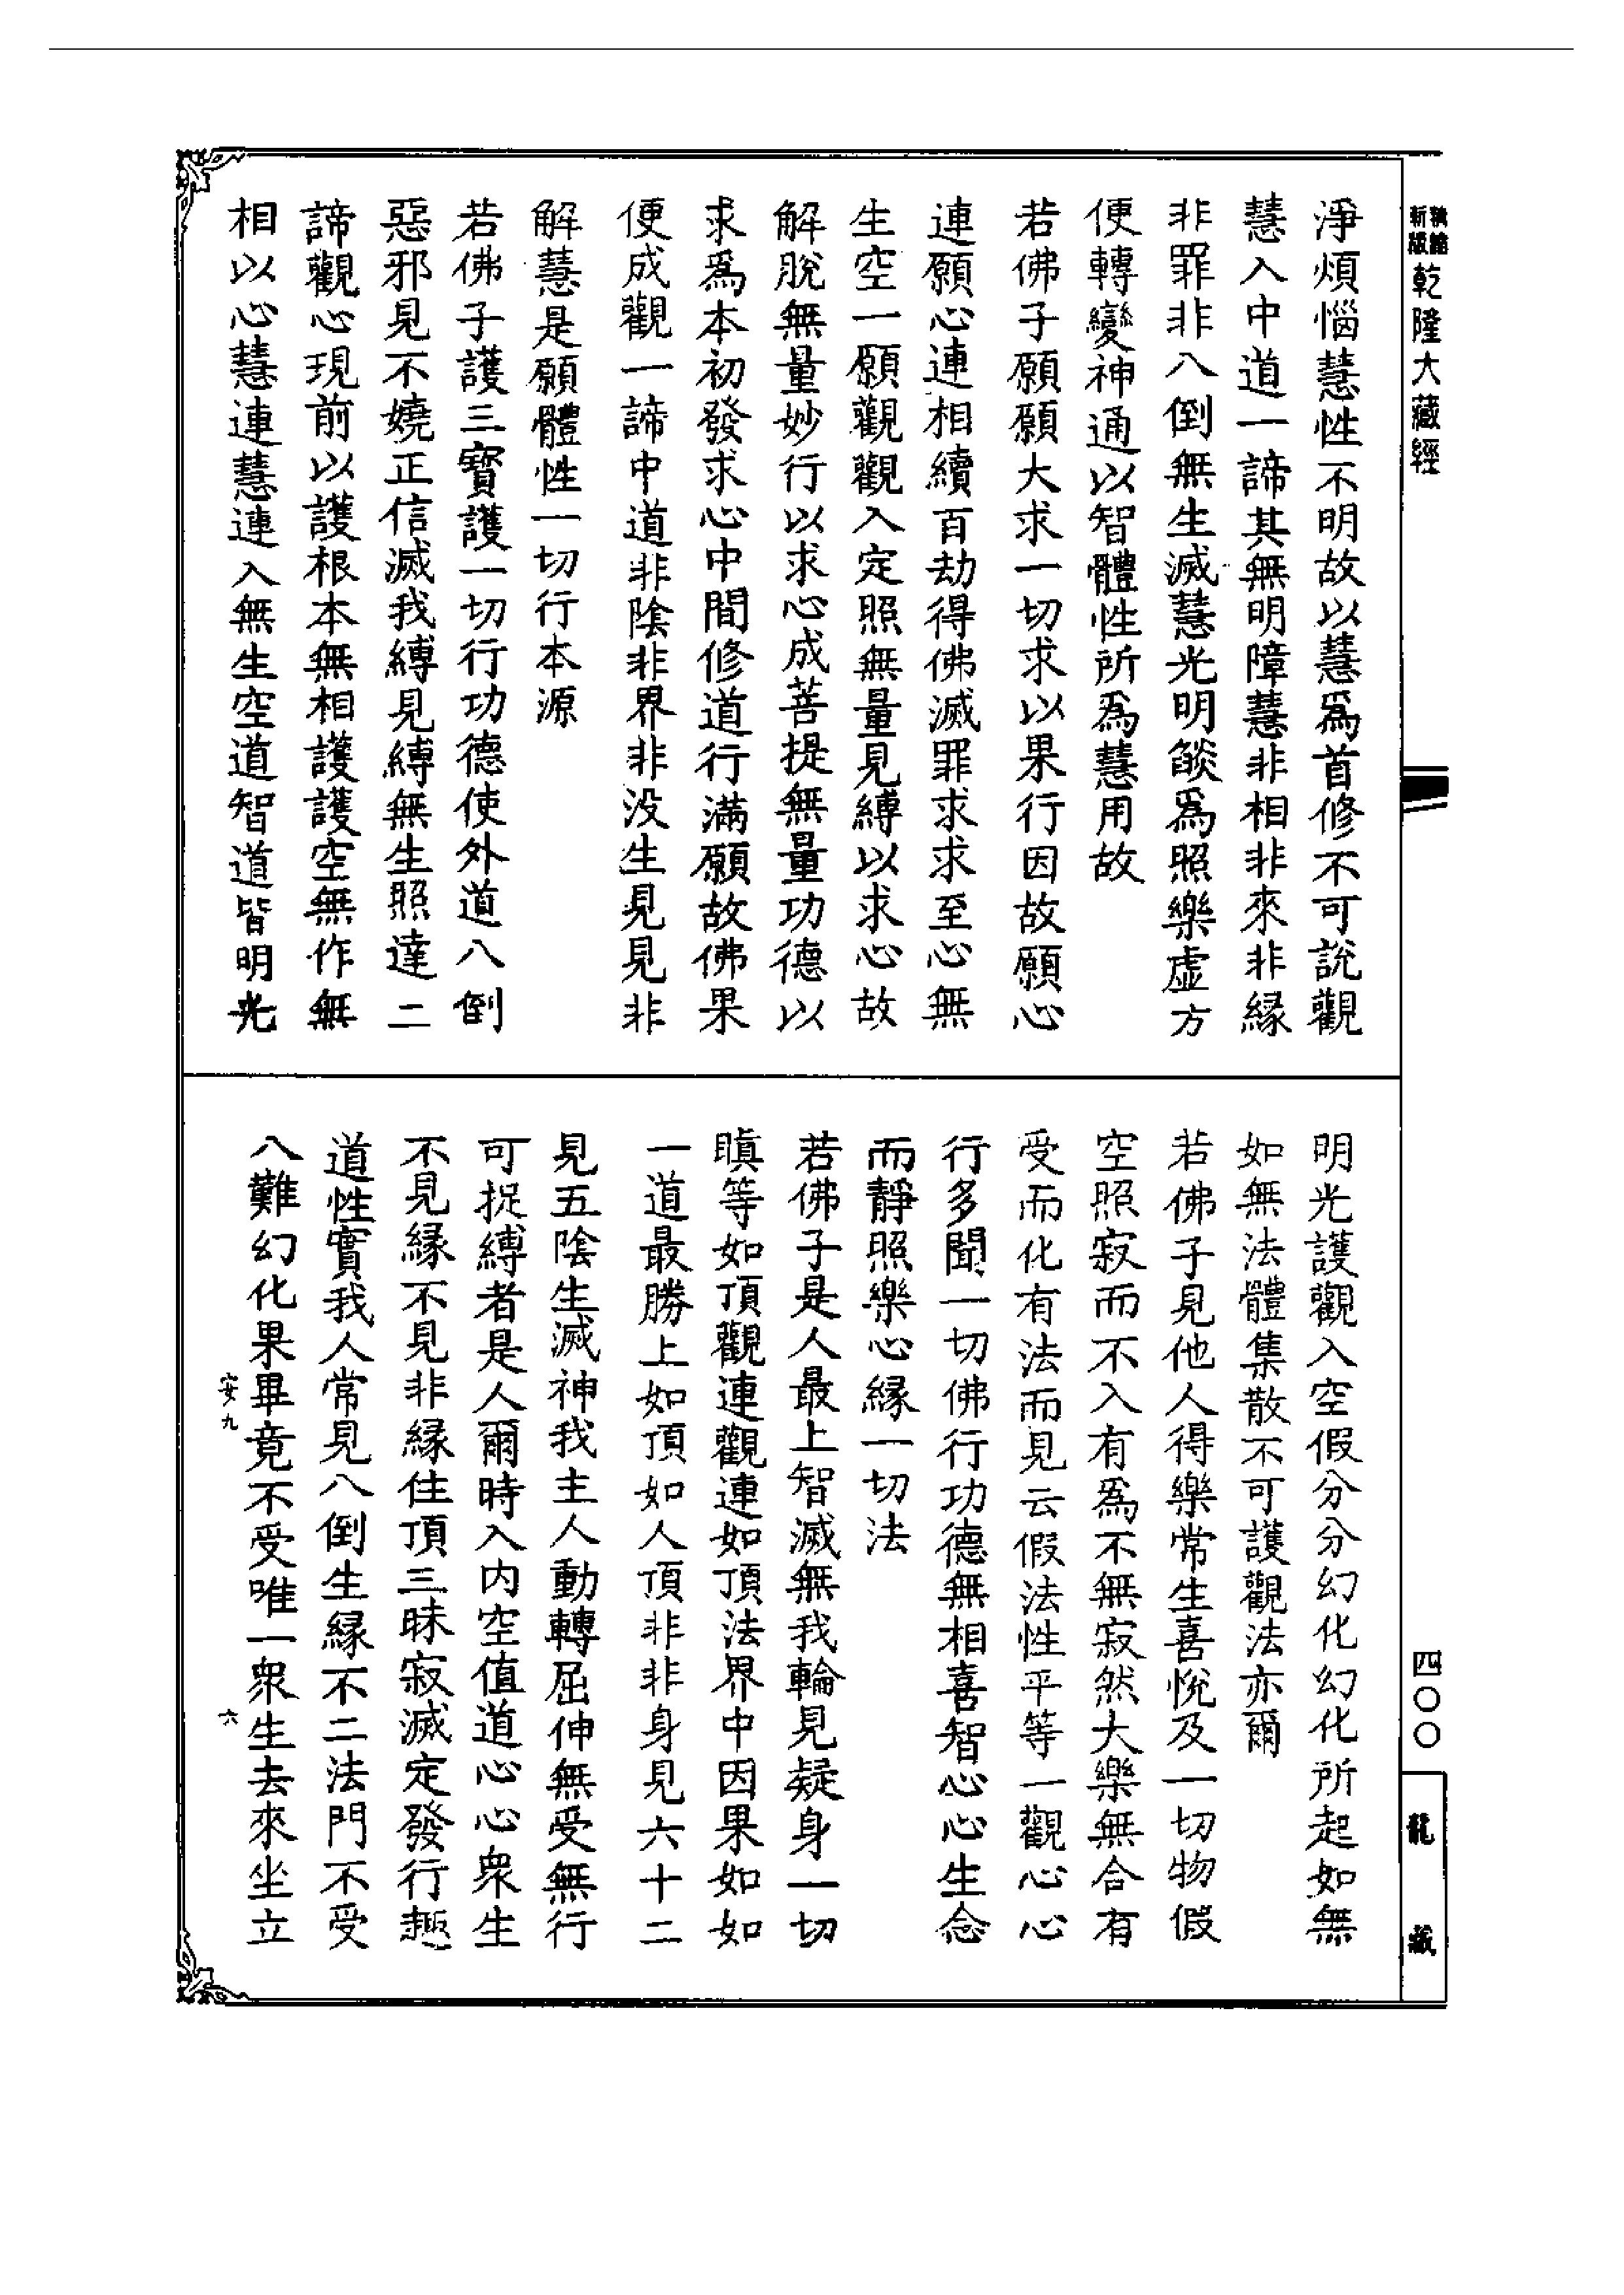 新版
乾隆大藏經
淨煩惱慧性不明故以慧爲首修不可說觀
慧入中道一諦其無明障慧非相非來非緣
非罪非八倒無生滅慧光明燄爲照樂虛方
便轉變神通以智體性所爲慧用故
若佛子願願大求一切求以果行因故願心
連願心連相續百劫得佛滅罪求求至心無
生空一願觀觀入定照無量見縛以求心故
解脫無量妙行以求心成菩提無量功德以
求爲本初發求心中間修道行滿願故佛果
便成觀一諦中道非陰非界非没生見見非
解慧是願體性一切行本源
若佛子護三寶護一切行功德使外道八倒
惡邪見不嬈正信滅我縛見縛無生照達二
諦觀心現前以護根本無相護護空無作無
相以心慧連慧連入無生空道智道皆明光
明光護觀入空假分分幻化幻化所起如無
如無法體集散不可護觀法亦爾
若佛子見他人得樂常生喜悅及一切物假
空照寂而不入有爲不無寂然大樂無合有
受而化有法而見云假法性平等一觀心心
行多聞一切佛行功德無相喜智心心生念
而靜照樂心緣一切法
若佛子是人最上智滅無我輪見疑身一切
瞋等如頂觀連觀連如頂法界中因果如如
一道最勝上如頂如人頂非非身見六十二
見五陰生滅神我主人動轉屈伸無受無行
可捉縛者是人爾時入内空值道心心衆生
不見緣不見非緣住頂三昧寂滅定發行趣
道性實我人常見八倒生緣不二法門不受
八難幻化果畢竟不受唯一衆生去來坐立
安九
六
四〇〇
龍藏